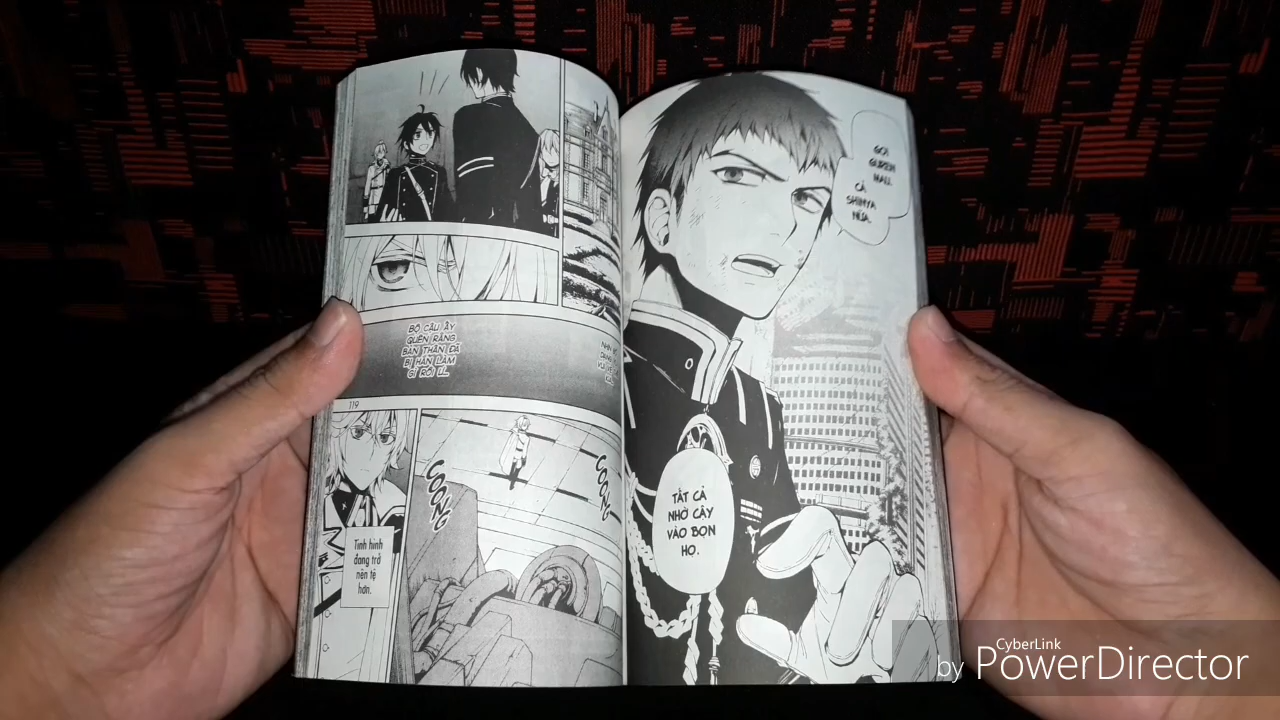 GỌI
GUREN
MAU.
CẢ
SHINYA
NỮA.
TẤT CẢ
NHỜ CẬY
VÀO BỌN
HỌ.
BỘ CẬU ẤY
QUÊN RẰNG
BẢN THÂN ĐÃ
BỊ HẮN LÀM
GÌ RỒI Ư...
119
COONG
COONG
Tình hình
đang trở
nên tệ
hơn.
CyberLink
by PowerDirector